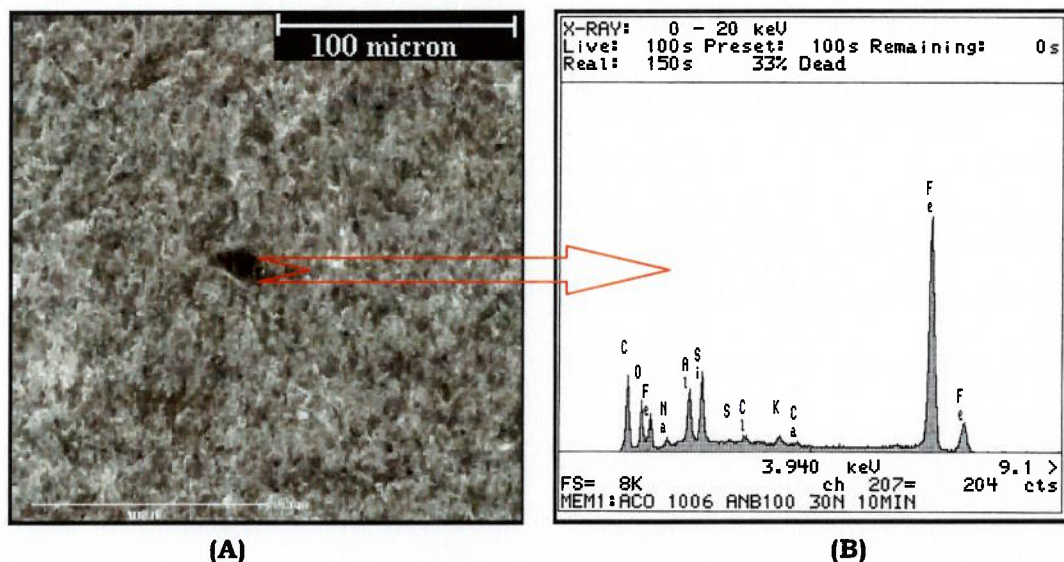 100 micron
X-RAY: 0 - 20 keV
Live: 100s Preset: 100s Remaining: 0s
Real: 150s 33% Dead
Fe
C
O
Fe
Na
Al
Si
S
Cl
K
Ca
Fe
3.940 keV 9.1 >
FS= 8K ch 207= 204 cts
MEM1:ACO 1006 ANB100 30N 10MIN
(A) (B)